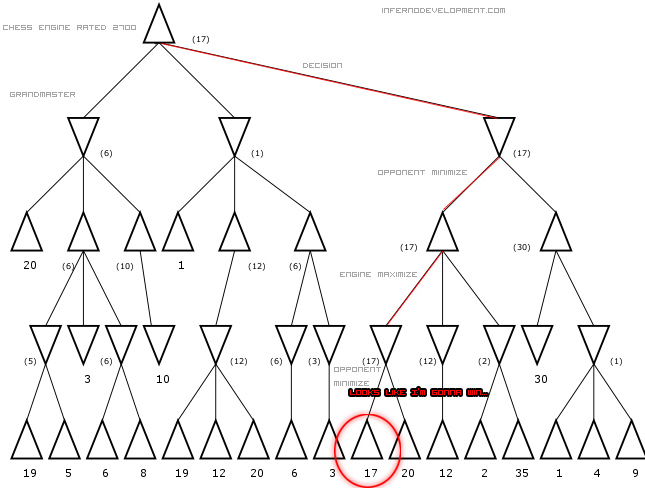 INFERNODEVELOPMENT.COM
CHESS ENGINE RATED 2700
(17)
DECISION
GRANDMASTER
(6)
(1)
(17)
OPPONENT MINIMIZE
20
(6)
(10)
1
(12)
(6)
(17)
(30)
ENGINE MAXIMIZE
(5)
3
(6)
10
(12)
(6)
(3)
(17)
(12)
(2)
30
(1)
OPPONENT
MINIMIZE
LOOKS LIKE I'M GONNA WIN..
19 5 6 8 19 12 20 6 3 17 20 12 2 35 1 4 9